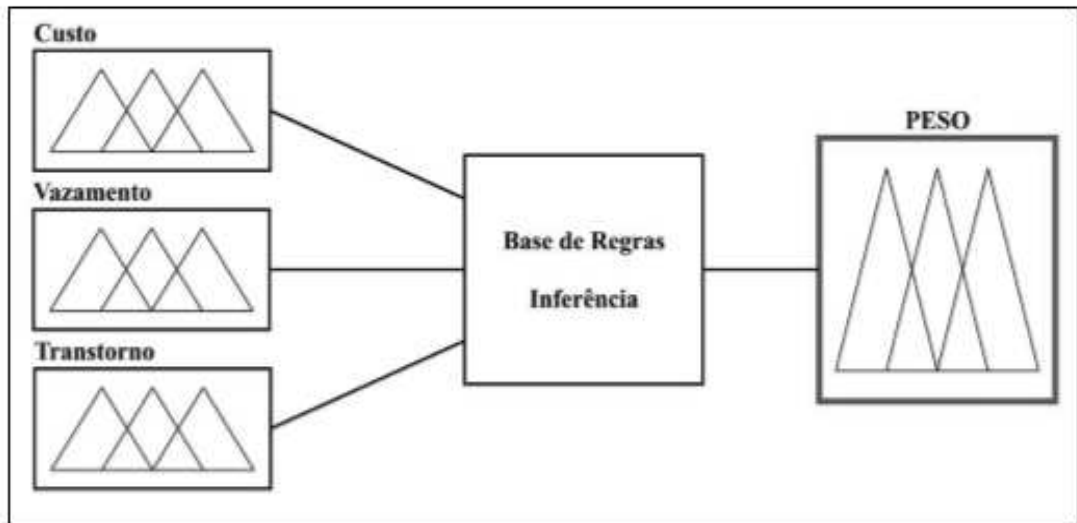 Custo
Vazamento
Transtorno
Base de Regras
Inferência
PESO